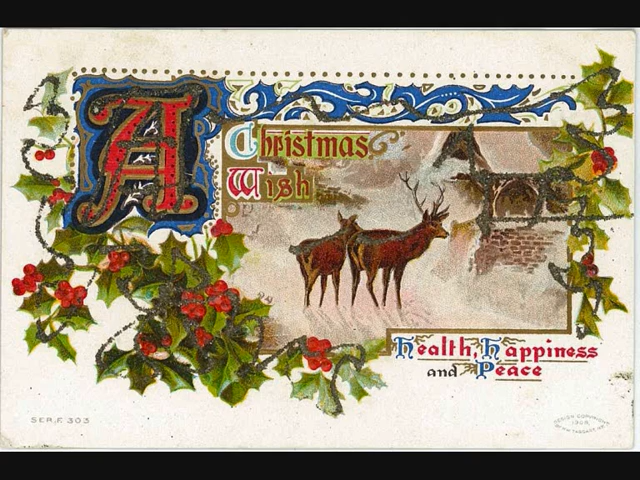 A
Christmas
Wish
Health, Happiness
and Peace
SER, F. 303